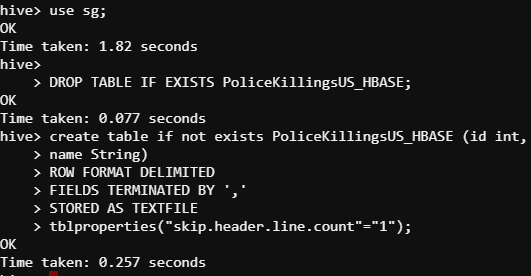 hive> use sg;
OK
Time taken: 1.82 seconds
hive>
    > DROP TABLE IF EXISTS PoliceKillingsUS_HBASE;
OK
Time taken: 0.077 seconds
hive> create table if not exists PoliceKillingsUS_HBASE (id int,
    > name String)
    > ROW FORMAT DELIMITED
    > FIELDS TERMINATED BY ','
    > STORED AS TEXTFILE
    > tblproperties("skip.header.line.count"="1");
OK
Time taken: 0.257 seconds